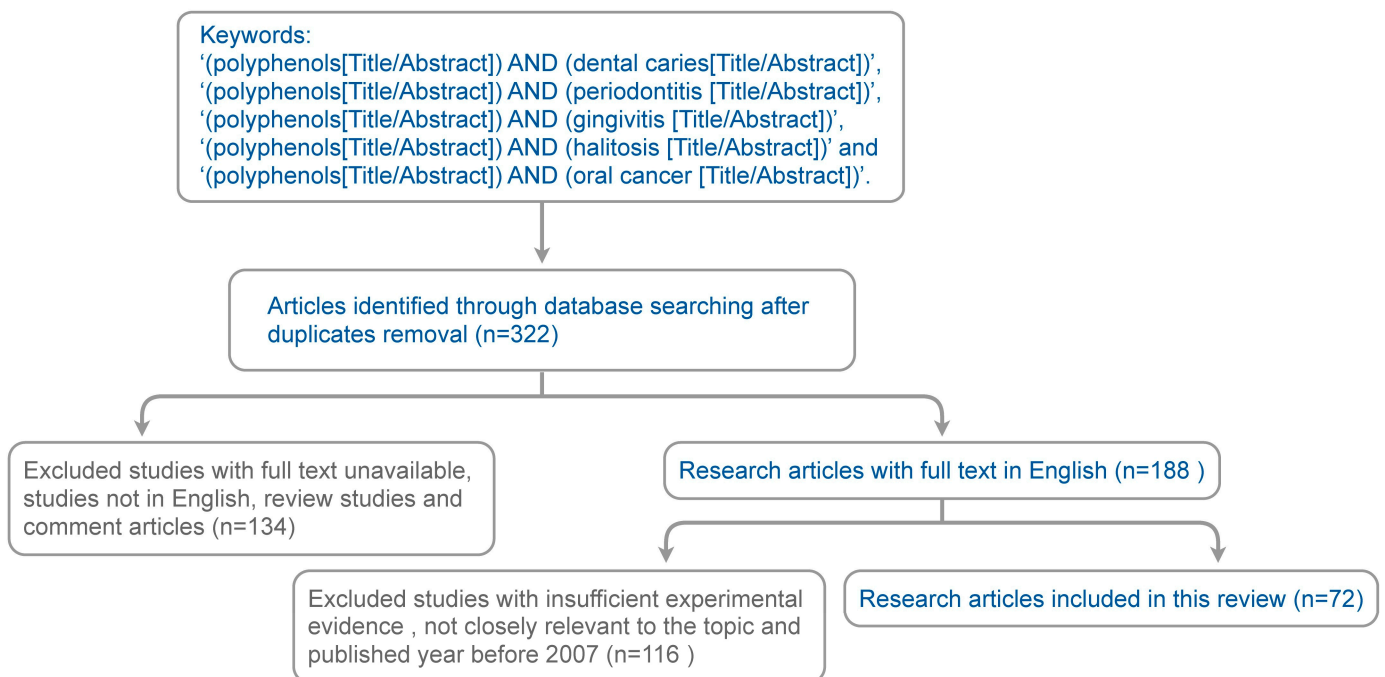 Keywords:
‘(polyphenols[Title/Abstract]) AND (dental caries[Title/Abstract])’,
‘(polyphenols[Title/Abstract]) AND (periodontitis [Title/Abstract])’,
‘(polyphenols[Title/Abstract]) AND (gingivitis [Title/Abstract])’,
‘(polyphenols[Title/Abstract]) AND (halitosis [Title/Abstract])’ and
‘(polyphenols[Title/Abstract]) AND (oral cancer [Title/Abstract])’.
Articles identified through database searching after
duplicates removal (n=322)
Excluded studies with full text unavailable,
studies not in English, review studies and
comment articles (n=134)
Research articles with full text in English (n=188 )
Excluded studies with insufficient experimental
evidence , not closely relevant to the topic and
published year before 2007 (n=116 )
Research articles included in this review (n=72)